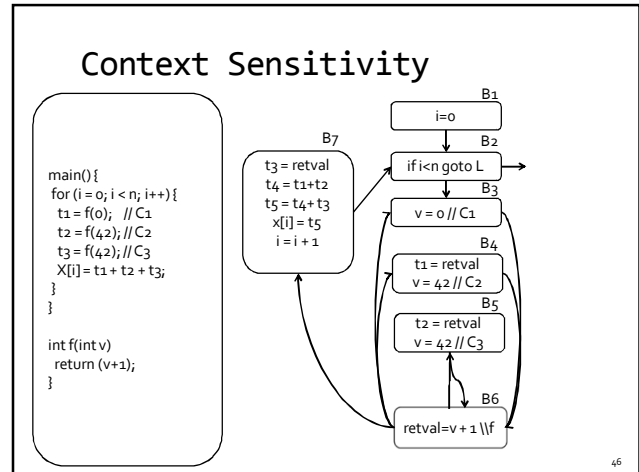 Context Sensitivity
main() {
for (i = 0; i < n; i++) {
t1 = f(0); // C1
t2 = f(42); // C2
t3 = f(42); // C3
X[i] = t1 + t2 + t3;
}
}
int f(int v)
return (v+1);
}
B7
t3 = retval
t4 = t1+t2
t5 = t4+ t3
x[i] = t5
i = i + 1
B1
i=0
B2
if i<n goto L
B3
v = 0 // C1
B4
t1 = retval
v = 42 // C2
B5
t2 = retval
v = 42 // C3
B6
retval=v + 1 \\f
46